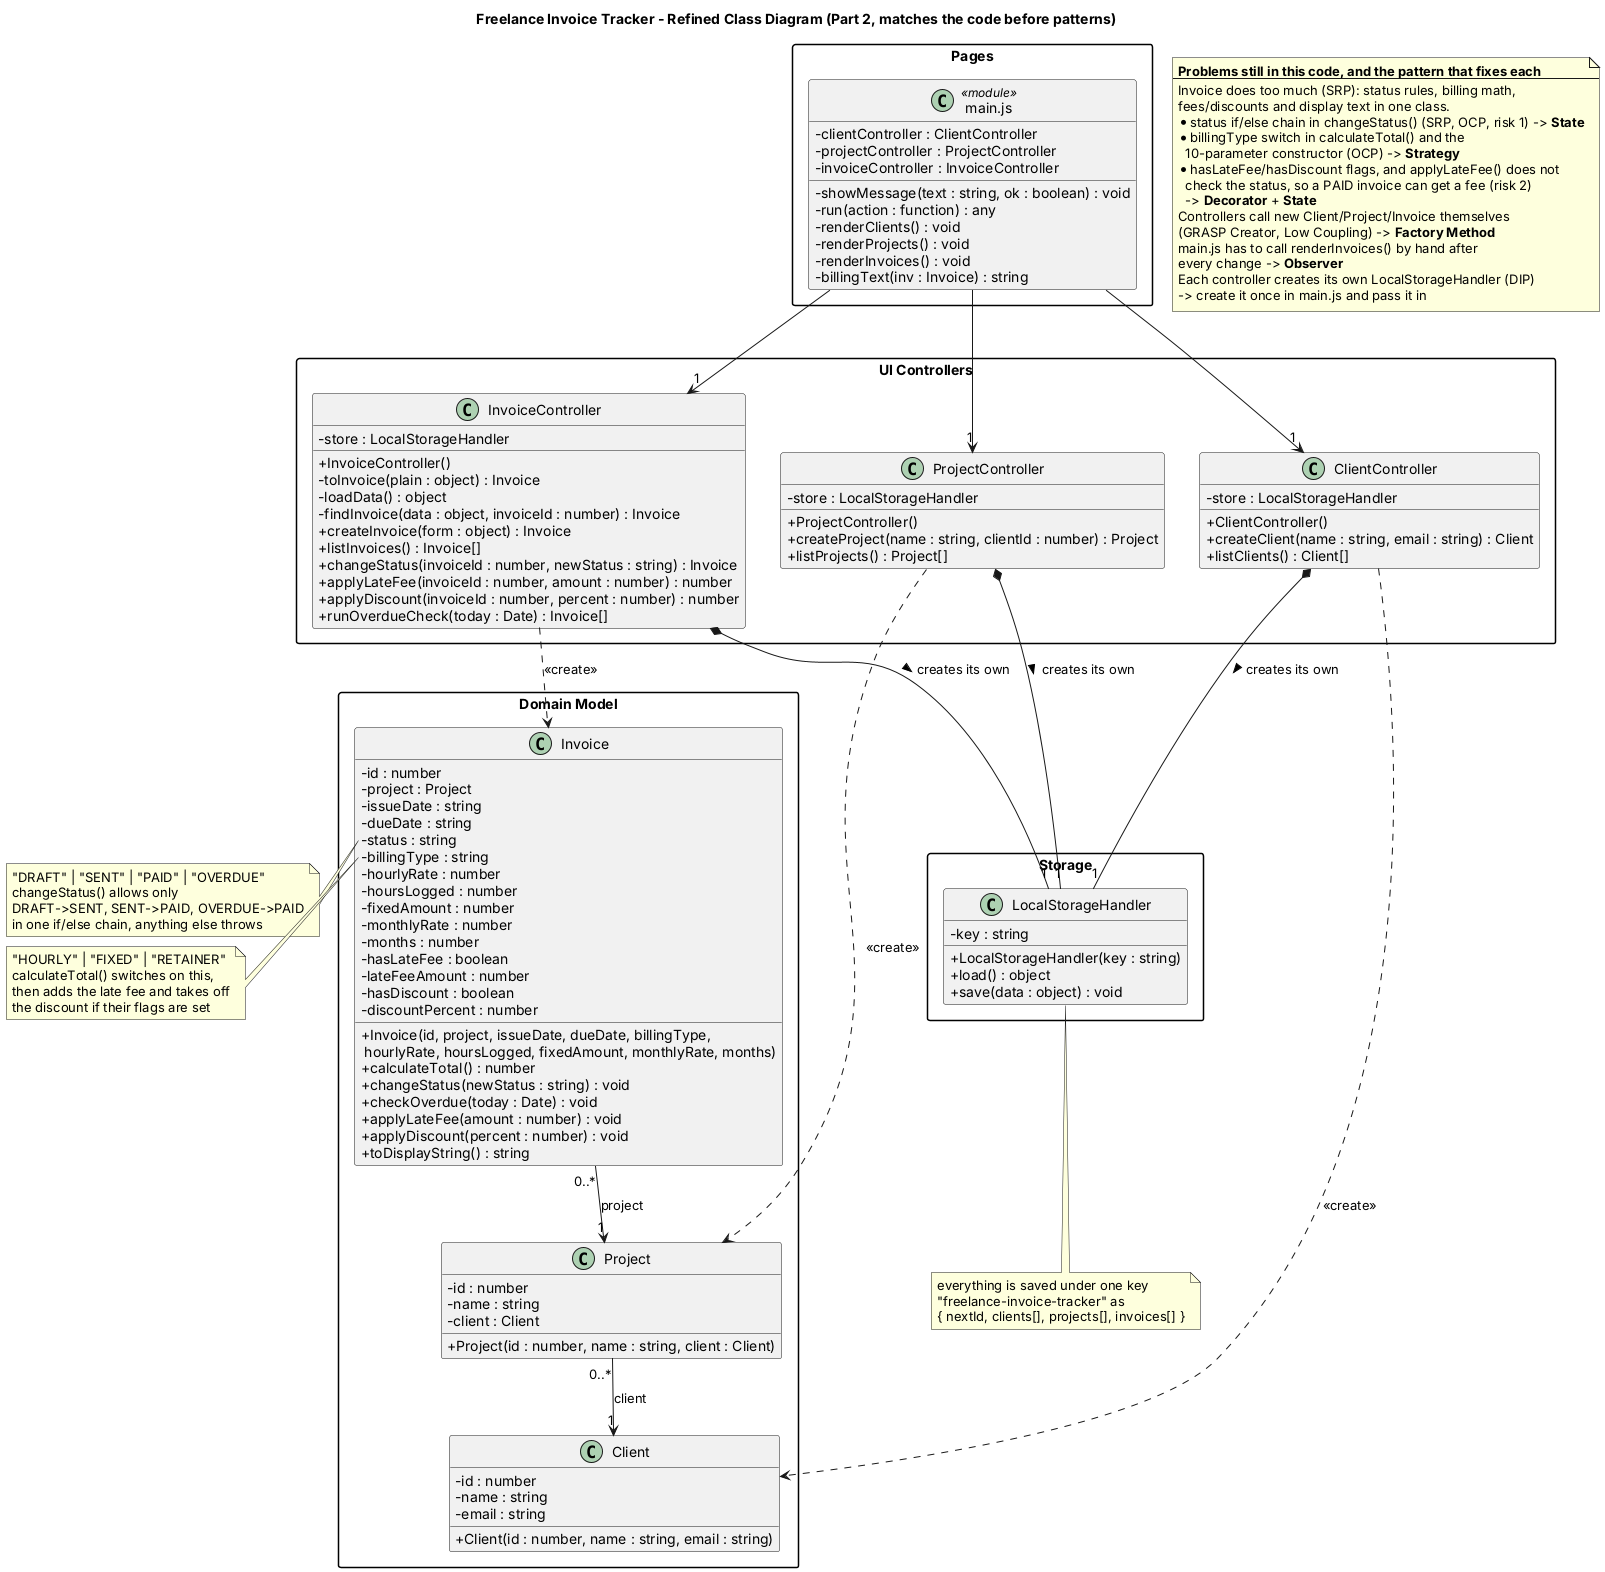 Freelance Invoice Tracker - Refined Class Diagram (Part 2, matches the code before patterns)
Pages
C «module»
main.js
-clientController : ClientController
-projectController : ProjectController
-invoiceController : InvoiceController
-showMessage(text : string, ok : boolean) : void
-run(action : function) : any
-renderClients() : void
-renderProjects() : void
-renderInvoices() : void
-billingText(inv : Invoice) : string
Problems still in this code, and the pattern that fixes each
Invoice does too much (SRP): status rules, billing math,
fees/discounts and display text in one class.
• status if/else chain in changeStatus() (SRP, OCP, risk 1) -> State
• billingType switch in calculateTotal() and the
10-parameter constructor (OCP) -> Strategy
• hasLateFee/hasDiscount flags, and applyLateFee() does not
check the status, so a PAID invoice can get a fee (risk 2)
-> Decorator + State
Controllers call new Client/Project/Invoice themselves
(GRASP Creator, Low Coupling) -> Factory Method
main.js has to call renderInvoices() by hand after
every change -> Observer
Each controller creates its own LocalStorageHandler (DIP)
-> create it once in main.js and pass it in
UI Controllers
1
1
1
C InvoiceController
-store : LocalStorageHandler
+InvoiceController()
-toInvoice(plain : object) : Invoice
-loadData() : object
-findInvoice(data : object, invoiceId : number) : Invoice
+createInvoice(form : object) : Invoice
+listInvoices() : Invoice[]
+changeStatus(invoiceId : number, newStatus : string) : Invoice
+applyLateFee(invoiceId : number, amount : number) : number
+applyDiscount(invoiceId : number, percent : number) : number
+runOverdueCheck(today : Date) : Invoice[]
C ProjectController
-store : LocalStorageHandler
+ProjectController()
+createProject(name : string, clientId : number) : Project
+listProjects() : Project[]
C ClientController
-store : LocalStorageHandler
+ClientController()
+createClient(name : string, email : string) : Client
+listClients() : Client[]
«create»
creates its own
creates its own
creates its own
Domain Model
C Invoice
-id : number
-project : Project
-issueDate : string
-dueDate : string
-status : string
-billingType : string
-hourlyRate : number
-hoursLogged : number
-fixedAmount : number
-monthlyRate : number
-months : number
-hasLateFee : boolean
-lateFeeAmount : number
-hasDiscount : boolean
-discountPercent : number
+Invoice(id, project, issueDate, dueDate, billingType,
hourlyRate, hoursLogged, fixedAmount, monthlyRate, months)
+calculateTotal() : number
+changeStatus(newStatus : string) : void
+checkOverdue(today : Date) : void
+applyLateFee(amount : number) : void
+applyDiscount(percent : number) : void
+toDisplayString() : string
"DRAFT" | "SENT" | "PAID" | "OVERDUE"
changeStatus() allows only
DRAFT->SENT, SENT->PAID, OVERDUE->PAID
in one if/else chain, anything else throws
"HOURLY" | "FIXED" | "RETAINER"
calculateTotal() switches on this,
then adds the late fee and takes off
the discount if their flags are set
«create»
Storage
1
1
1
C LocalStorageHandler
-key : string
+LocalStorageHandler(key : string)
+load() : object
+save(data : object) : void
0..*
project
1
«create»
C Project
-id : number
-name : string
-client : Client
+Project(id : number, name : string, client : Client)
everything is saved under one key
"freelance-invoice-tracker" as
{ nextId, clients[], projects[], invoices[] }
0..*
client
1
C Client
-id : number
-name : string
-email : string
+Client(id : number, name : string, email : string)